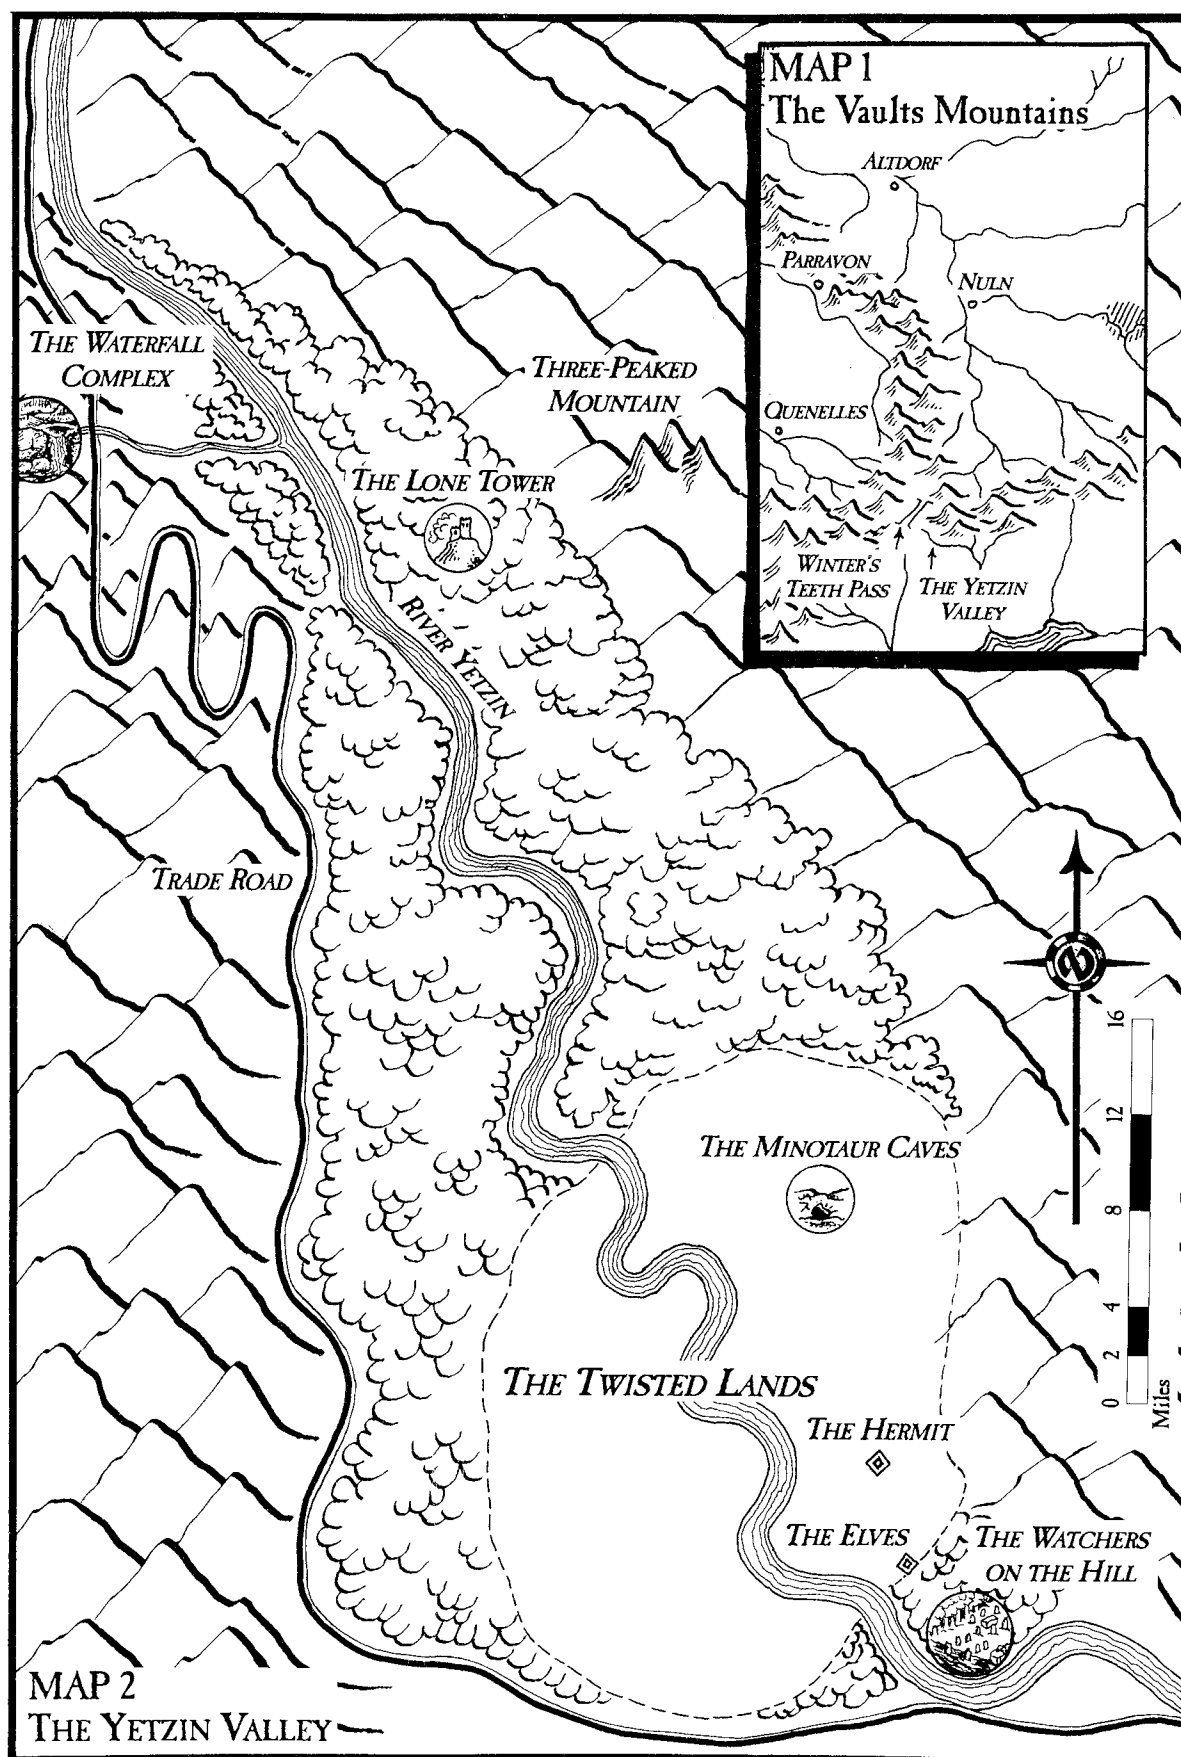 MAP 1
The Vaults Mountains
ALTDORF
PARRAVON
NULN
QUENELLES
WINTER'S
TEETH PASS
THE YETZIN
VALLEY
THE WATERFALL
COMPLEX
THREE-PEAKED
MOUNTAIN
THE LONE TOWER
RIVER YETZIN
TRADE ROAD
N
16
12
8
4
2
0
Miles
THE MINOTAUR CAVES
THE TWISTED LANDS
THE HERMIT
THE ELVES
THE WATCHERS
ON THE HILL
MAP 2
THE YETZIN VALLEY